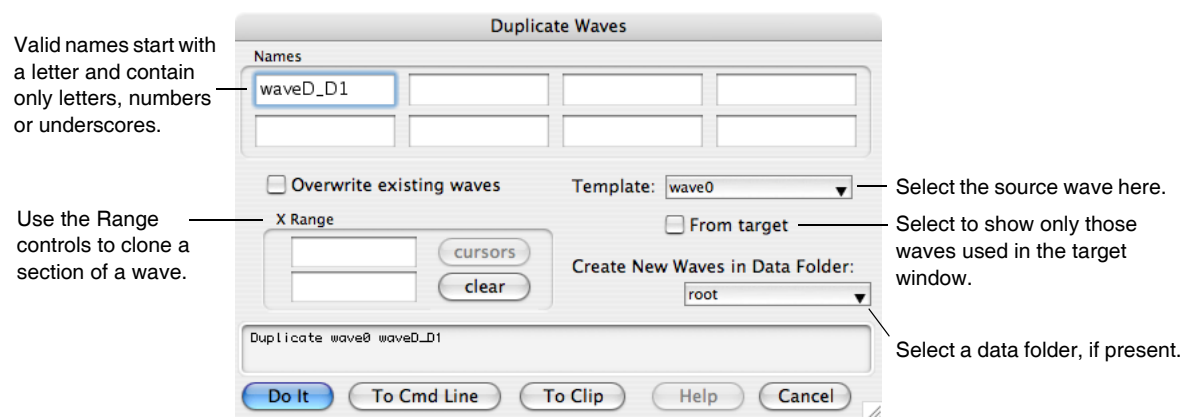 Duplicate Waves
Valid names start with
a letter and contain
only letters, numbers
or underscores.
Names
waveD_D1
Overwrite existing waves
Template: wave0
Select the source wave here.
Use the Range
controls to clone a
section of a wave.
X Range
cursors
clear
From target
Select to show only those
waves used in the target
window.
Create New Waves in Data Folder:
root
Select a data folder, if present.
Duplicate wave0 waveD_D1
Do It
To Cmd Line
To Clip
Help
Cancel